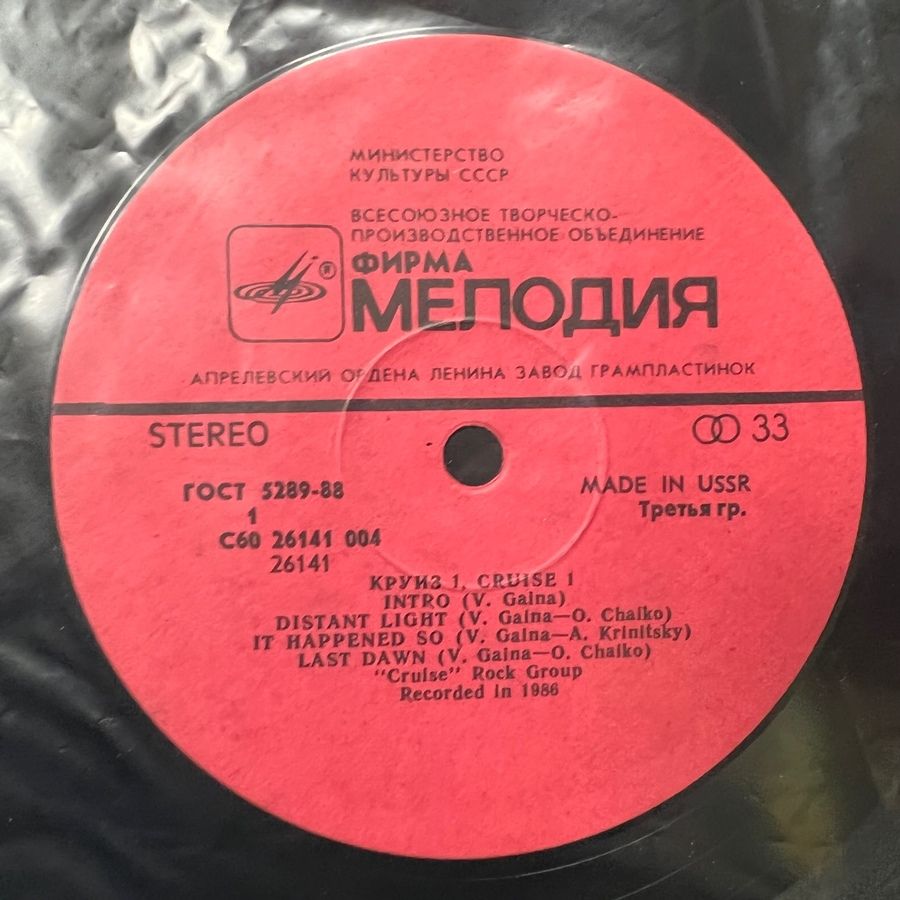 МИНИСТЕРСТВО
КУЛЬТУРЫ СССР
ВСЕСОЮЗНОЕ ТВОРЧЕСКО-
ПРОИЗВОДСТВЕННОЕ ОБЪЕДИНЕНИЕ
ФИРМА
®
МЕЛОДИЯ
АПРЕЛЕВСКИЙ ОРДЕНА ЛЕНИНА ЗАВОД ГРАМПЛАСТИНОК
STEREO
33
ГОСТ 5289-88
MADE IN USSR
1
Третья гр.
С60 26141 004
26141
КРУИЗ 1, CRUISE 1
INTRO (V. Gaina)
DISTANT LIGHT (V. Gaina—O. Chaiko)
IT HAPPENED SO (V. Gaina—A. Krinitsky)
LAST DAWN (V. Gaina—O. Chaiko)
"Cruise" Rock Group
Recorded in 1986